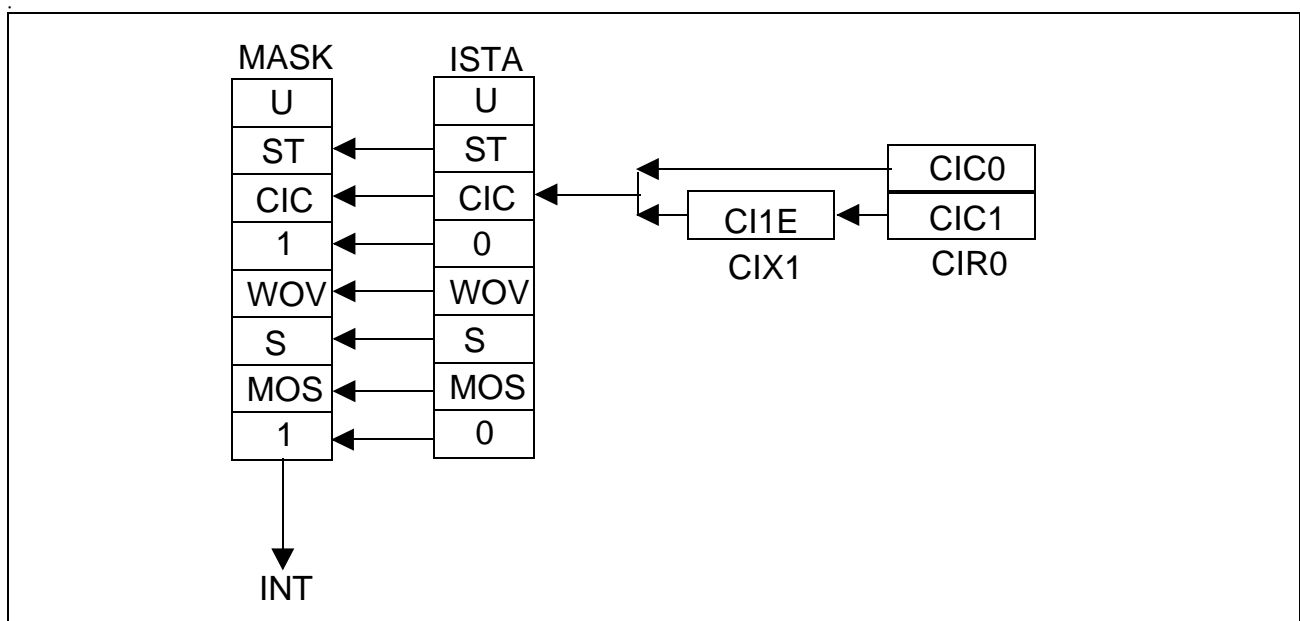 .
MASK
U
ST
CIC
1
WOV
S
MOS
1
INT
ISTA
U
ST
CIC
0
WOV
S
MOS
0
CI1E
CIX1
CIC0
CIC1
CIR0